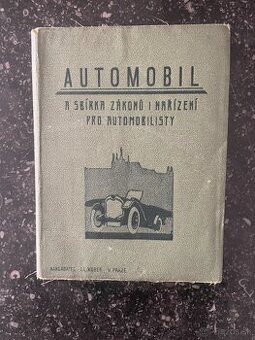 AUTOMOBIL
A SBÍRKA ZÁKONŮ I NAŘÍZENÍ
PRO AUTOMOBILISTY
V PRAZE